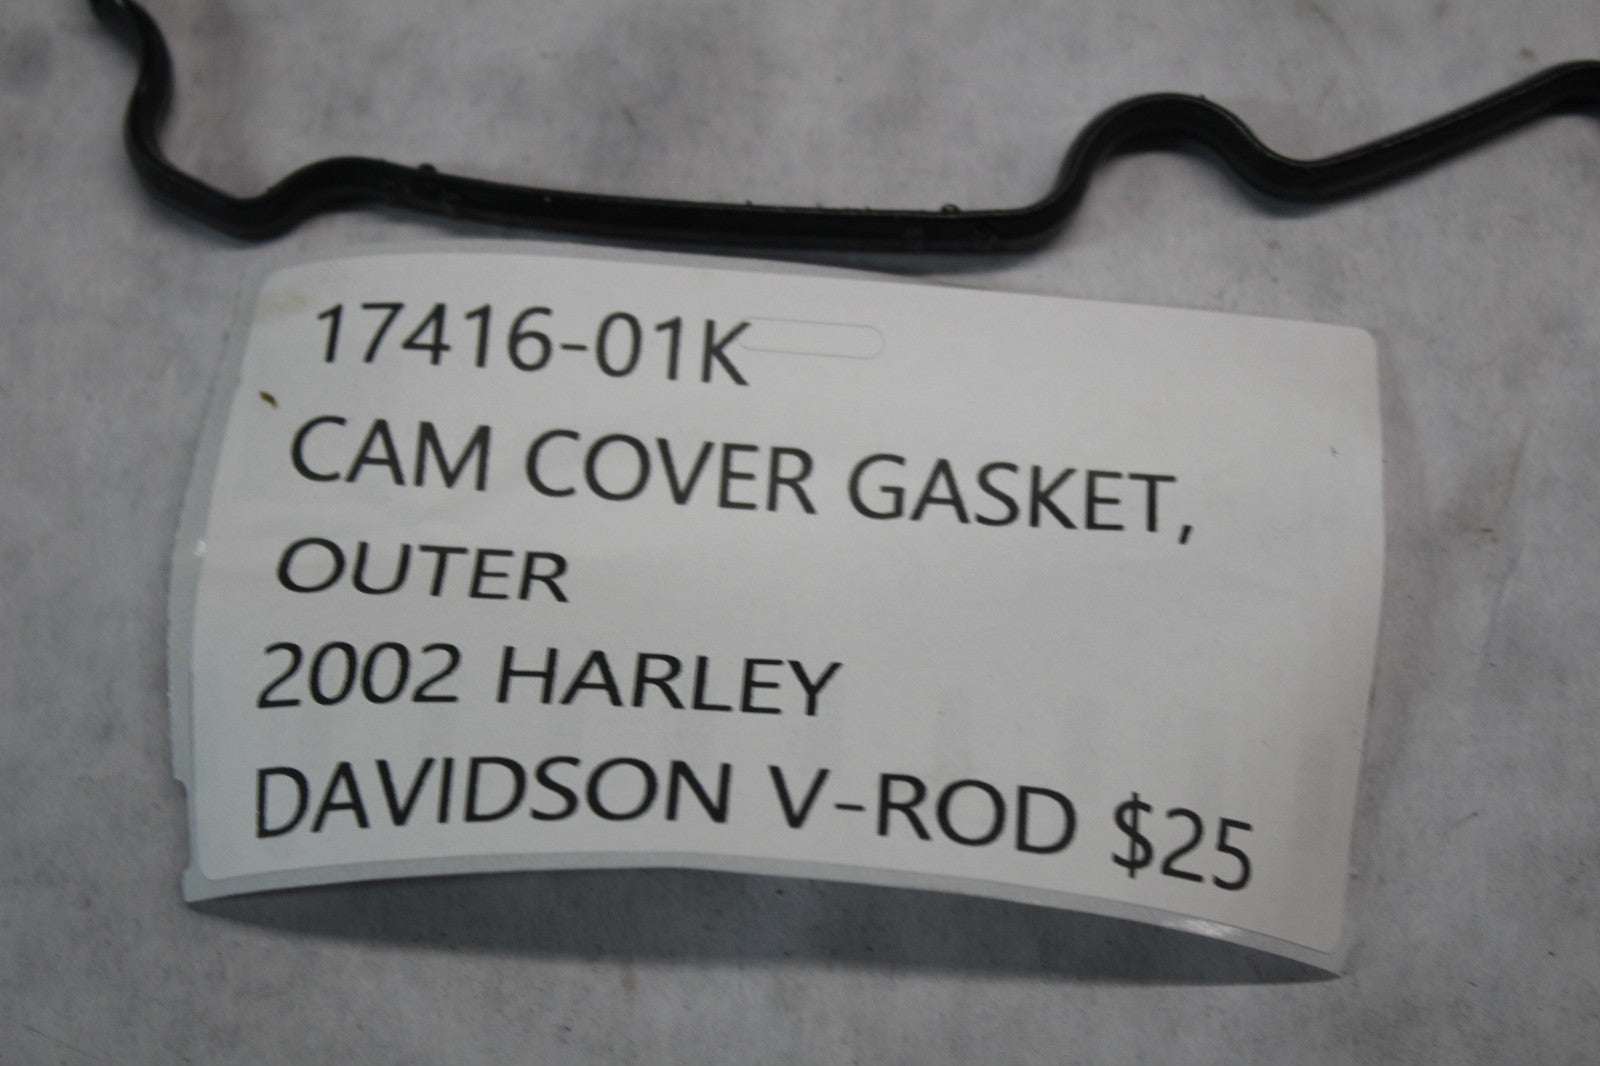 17416-01K
CAM COVER GASKET,
OUTER
2002 HARLEY
DAVIDSON V-ROD $25